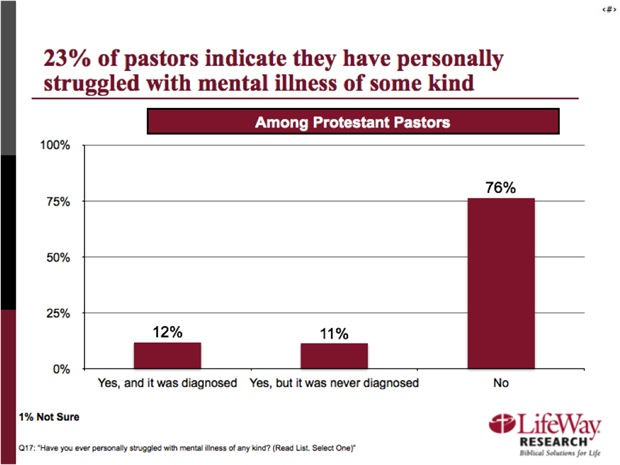 ‹#›
23% of pastors indicate they have personally
struggled with mental illness of some kind
Among Protestant Pastors
100%
75%
50%
25%
0%
12%
11%
76%
Yes, and it was diagnosed
Yes, but it was never diagnosed
No
1% Not Sure
Q17: "Have you ever personally struggled with mental illness of any kind? (Read List. Select One)"
LifeWay
RESEARCH
Biblical Solutions for Life